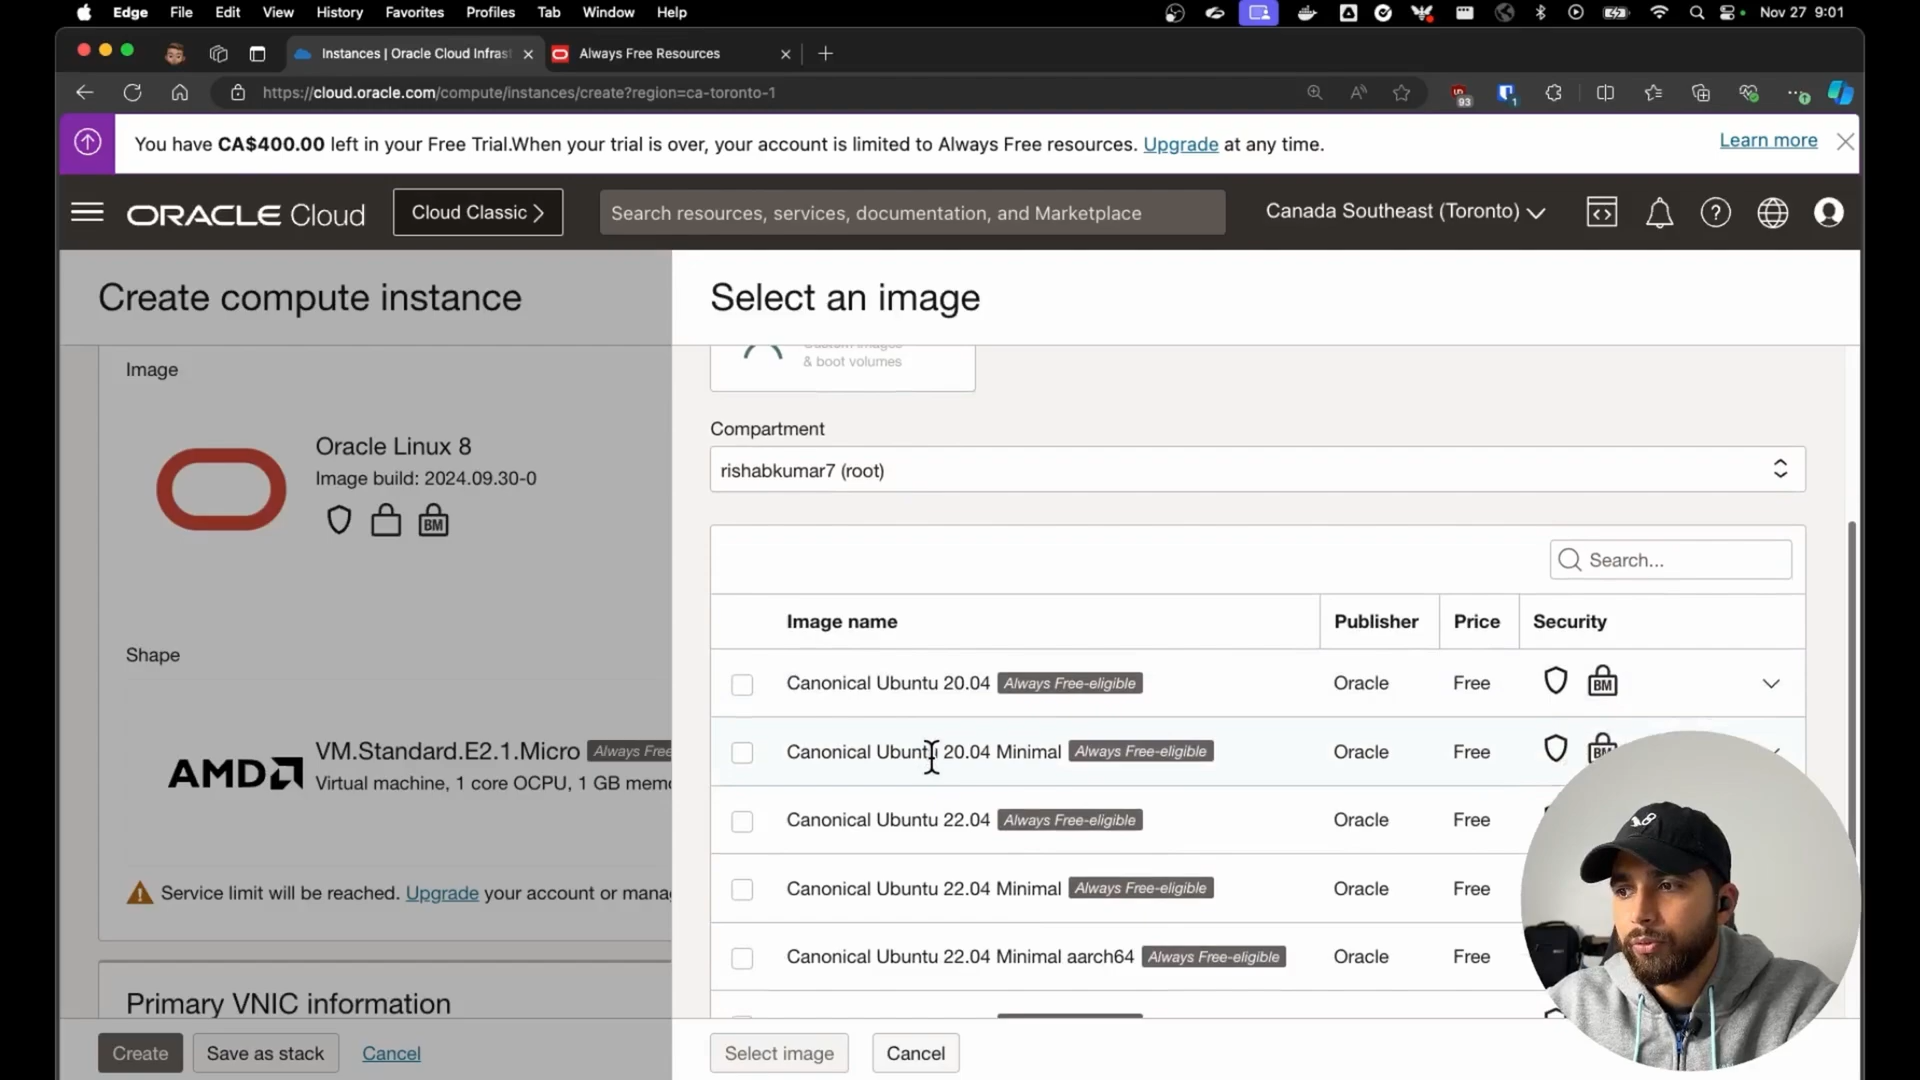 Edge File Edit View History Favorites Profiles Tab Window Help Nov 27 9:01
Instances | Oracle Cloud Infras Always Free Resources
https://cloud.oracle.com/compute/instances/create?region=ca-toronto-1 93 1
You have CA$400.00 left in your Free Trial.When your trial is over, your account is limited to Always Free resources. Upgrade at any time. Learn more
ORACLE Cloud Cloud Classic Search resources, services, documentation, and Marketplace Canada Southeast (Toronto)
Create compute instance
Image
Oracle Linux 8
Image build: 2024.09.30-0
BM
Shape
AMD
VM.Standard.E2.1.Micro Always Free
Virtual machine, 1 core OCPU, 1 GB memo
Service limit will be reached. Upgrade your account or mana
Primary VNIC information
Create Save as stack Cancel
Select an image
& boot volumes
Compartment
rishabkumar7 (root)
Search...
Image name Publisher Price Security
Canonical Ubuntu 20.04 Always Free-eligible Oracle Free BM
Canonical Ubuntu 20.04 Minimal Always Free-eligible Oracle Free BM
Canonical Ubuntu 22.04 Always Free-eligible Oracle Free
Canonical Ubuntu 22.04 Minimal Always Free-eligible Oracle Free
Canonical Ubuntu 22.04 Minimal aarch64 Always Free-eligible Oracle Free
Select image Cancel